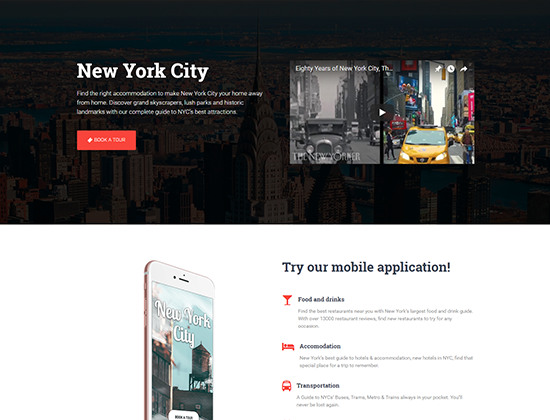 New York City
Find the right accommodation to make New York City your home away
from home. Discover grand skyscrapers, lush parks and historic
landmarks with our complete guide to NYC's best attractions.
BOOK A TOUR
Eighty Years of New York City, Th...
THE NEW YORKER
Try our mobile application!
Food and drinks
Find the best restaurants near you with New York's largest food and drink guide.
With over 15000 restaurant reviews, find new restaurants to try for any
occasion.
Accomodation
New York's best guide to hotels & accommodation, new hotels in NYC, find that
special place for a trip to remember.
Transportation
A Guide to NYCs' Buses, Trams, Metro & Trains always in your pocket. You'll
never be lost again.
New York
City
BOOK A TOUR